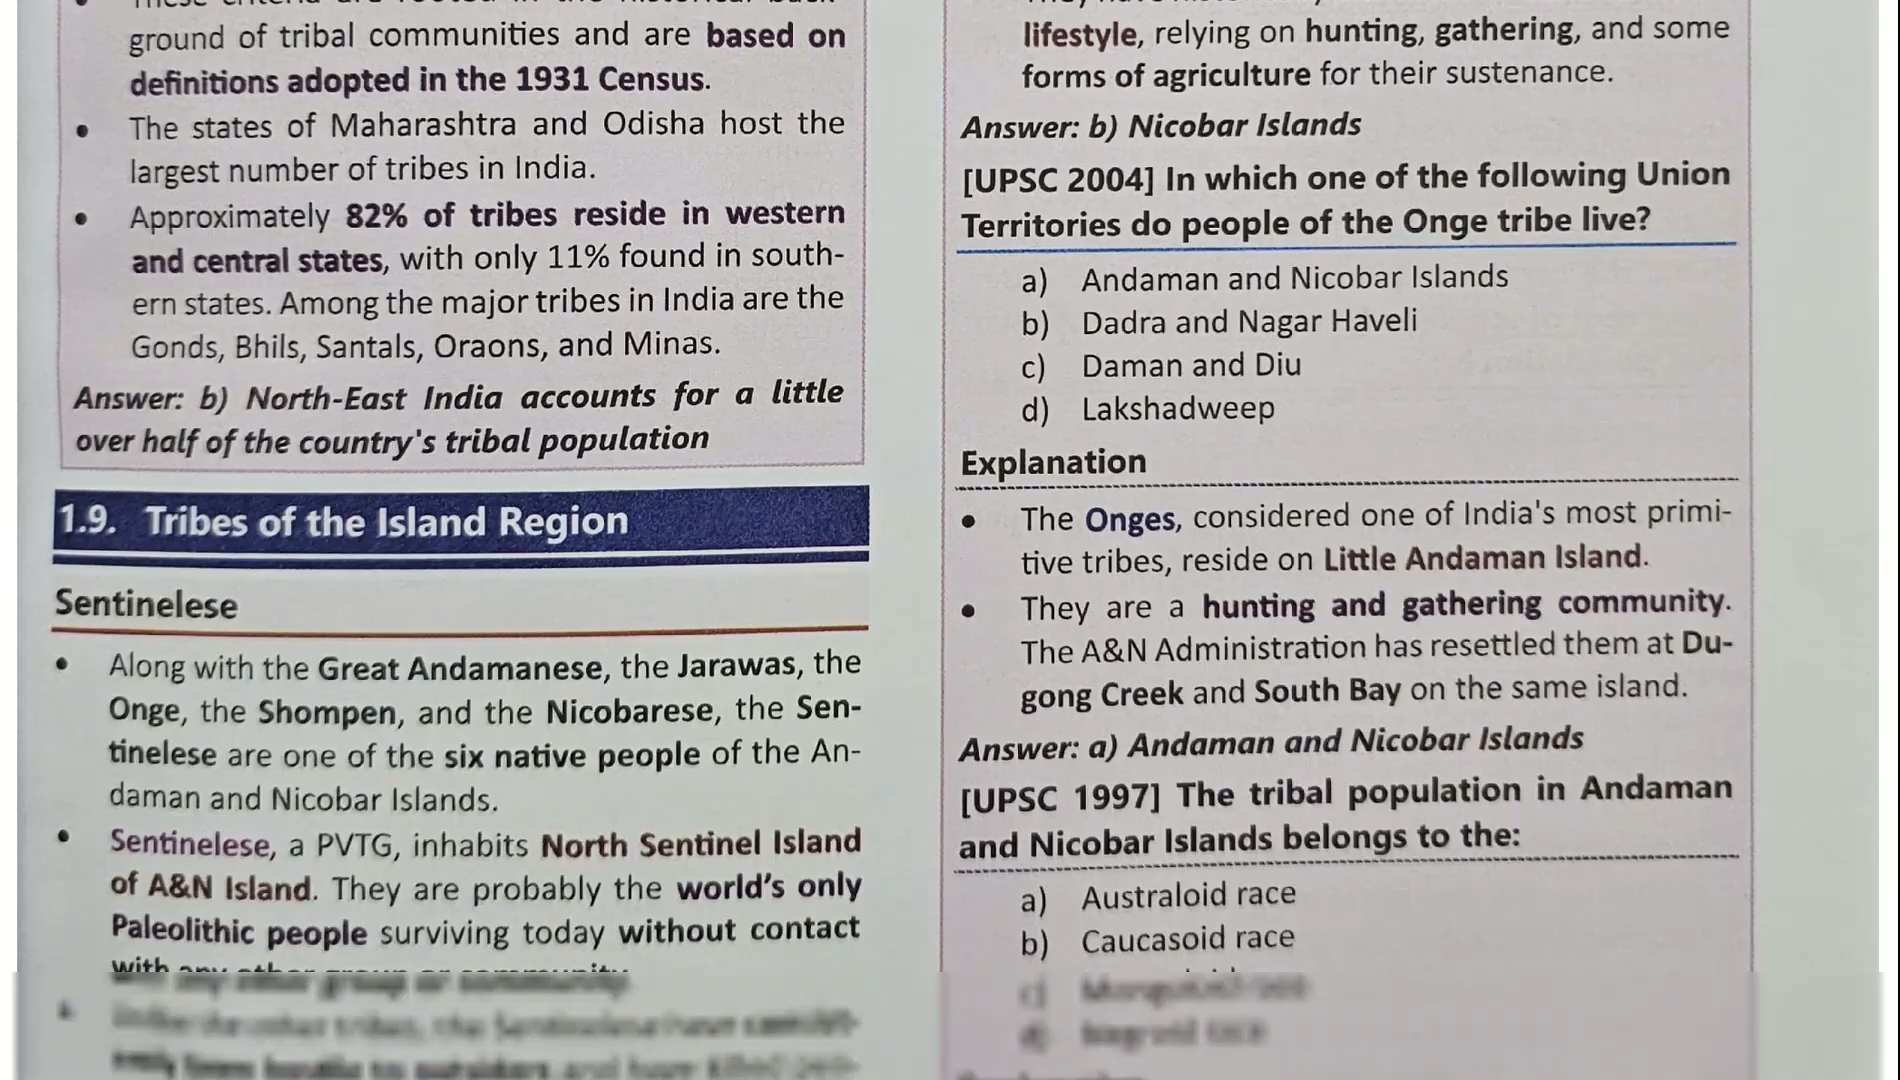 ground of tribal communities and are based on
definitions adopted in the 1931 Census.
• The states of Maharashtra and Odisha host the
largest number of tribes in India.
• Approximately 82% of tribes reside in western
and central states, with only 11% found in south-
ern states. Among the major tribes in India are the
Gonds, Bhils, Santals, Oraons, and Minas.
Answer: b) North-East India accounts for a little
over half of the country's tribal population
1.9. Tribes of the Island Region
Sentinelese
• Along with the Great Andamanese, the Jarawas, the
Onge, the Shompen, and the Nicobarese, the Sen-
tinelese are one of the six native people of the An-
daman and Nicobar Islands.
• Sentinelese, a PVTG, inhabits North Sentinel Island
of A&N Island. They are probably the world's only
Paleolithic people surviving today without contact
with any other group or community.
lifestyle, relying on hunting, gathering, and some
forms of agriculture for their sustenance.
Answer: b) Nicobar Islands
[UPSC 2004] In which one of the following Union
Territories do people of the Onge tribe live?
a) Andaman and Nicobar Islands
b) Dadra and Nagar Haveli
c) Daman and Diu
d) Lakshadweep
Explanation
• The Onges, considered one of India's most primi-
tive tribes, reside on Little Andaman Island.
• They are a hunting and gathering community.
The A&N Administration has resettled them at Du-
gong Creek and South Bay on the same island.
Answer: a) Andaman and Nicobar Islands
[UPSC 1997] The tribal population in Andaman
and Nicobar Islands belongs to the:
a) Australoid race
b) Caucasoid race